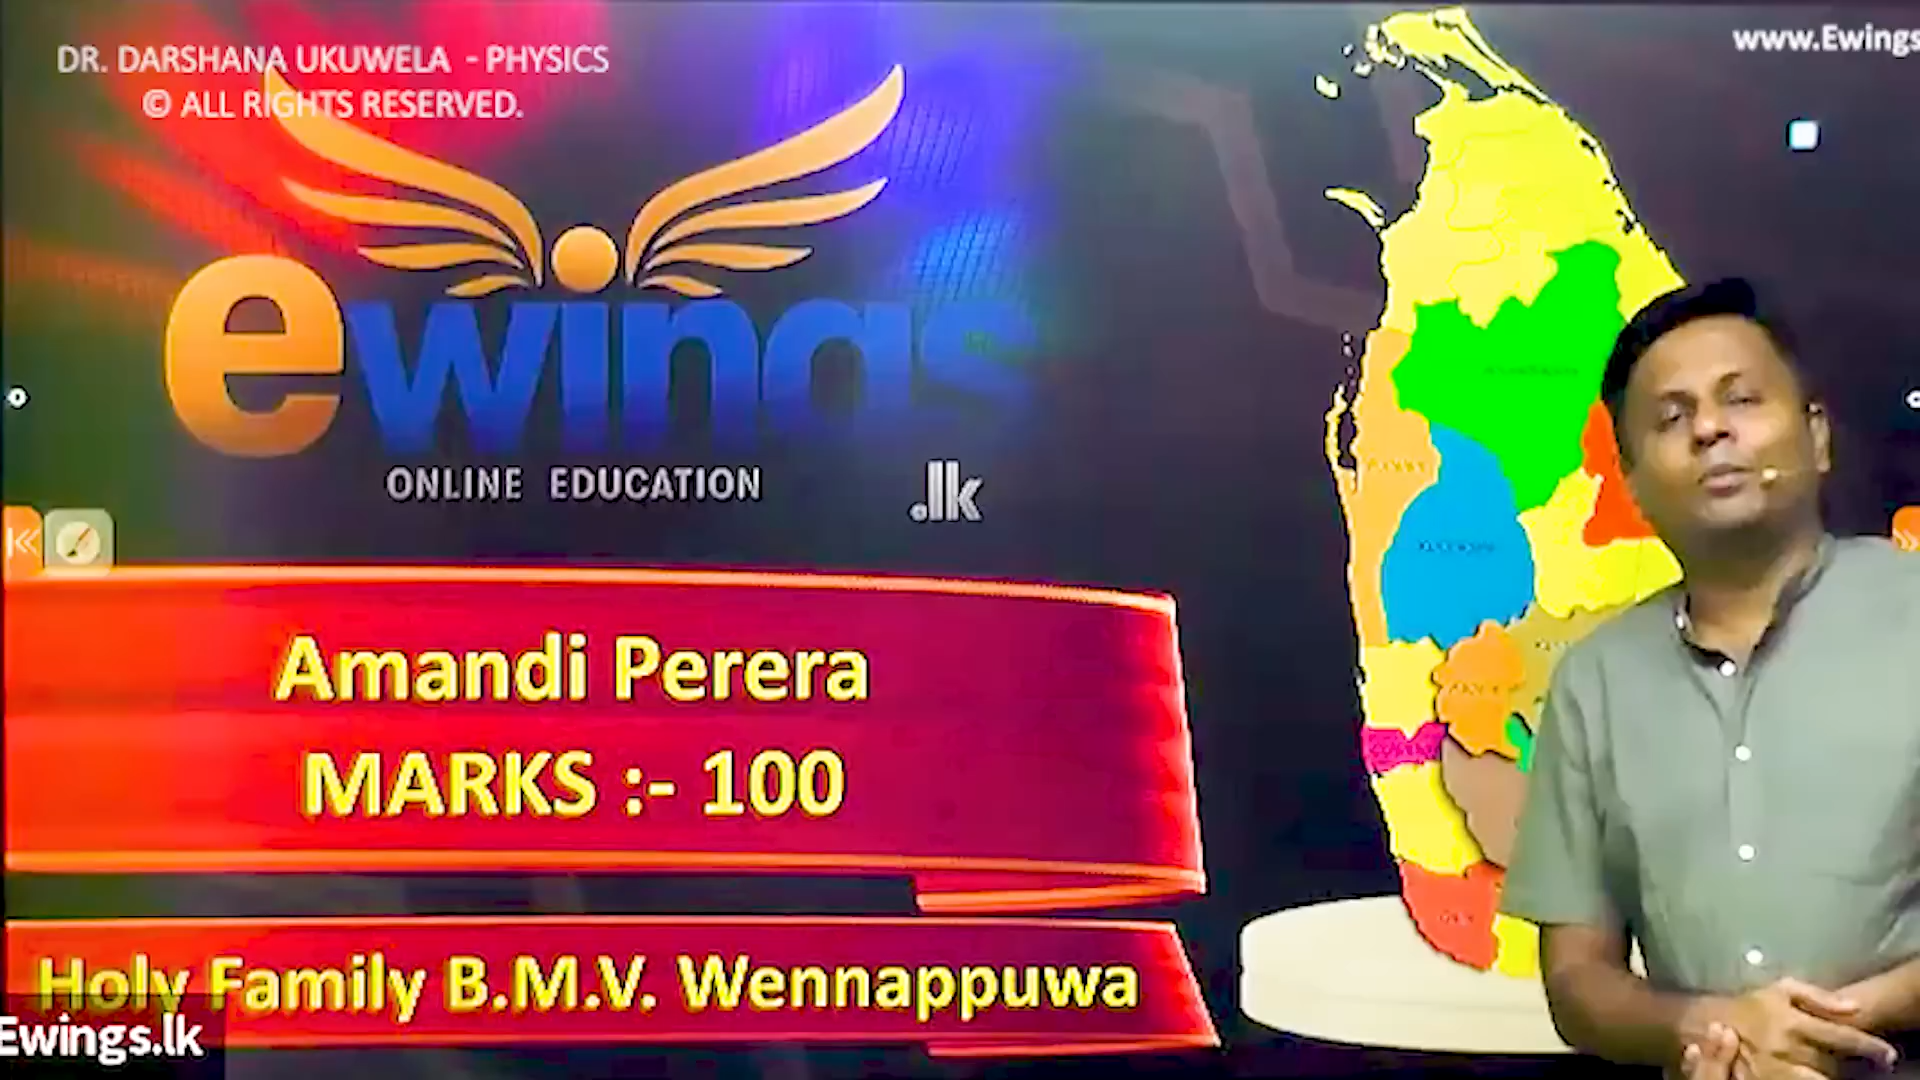 DR. DARSHANA UKUWELA - PHYSICS
© ALL RIGHTS RESERVED.
www.Ewings
ewings
ONLINE EDUCATION
.lk
Amandi Perera
MARKS :- 100
Holy Family B.M.V. Wennappuwa
Ewings.lk